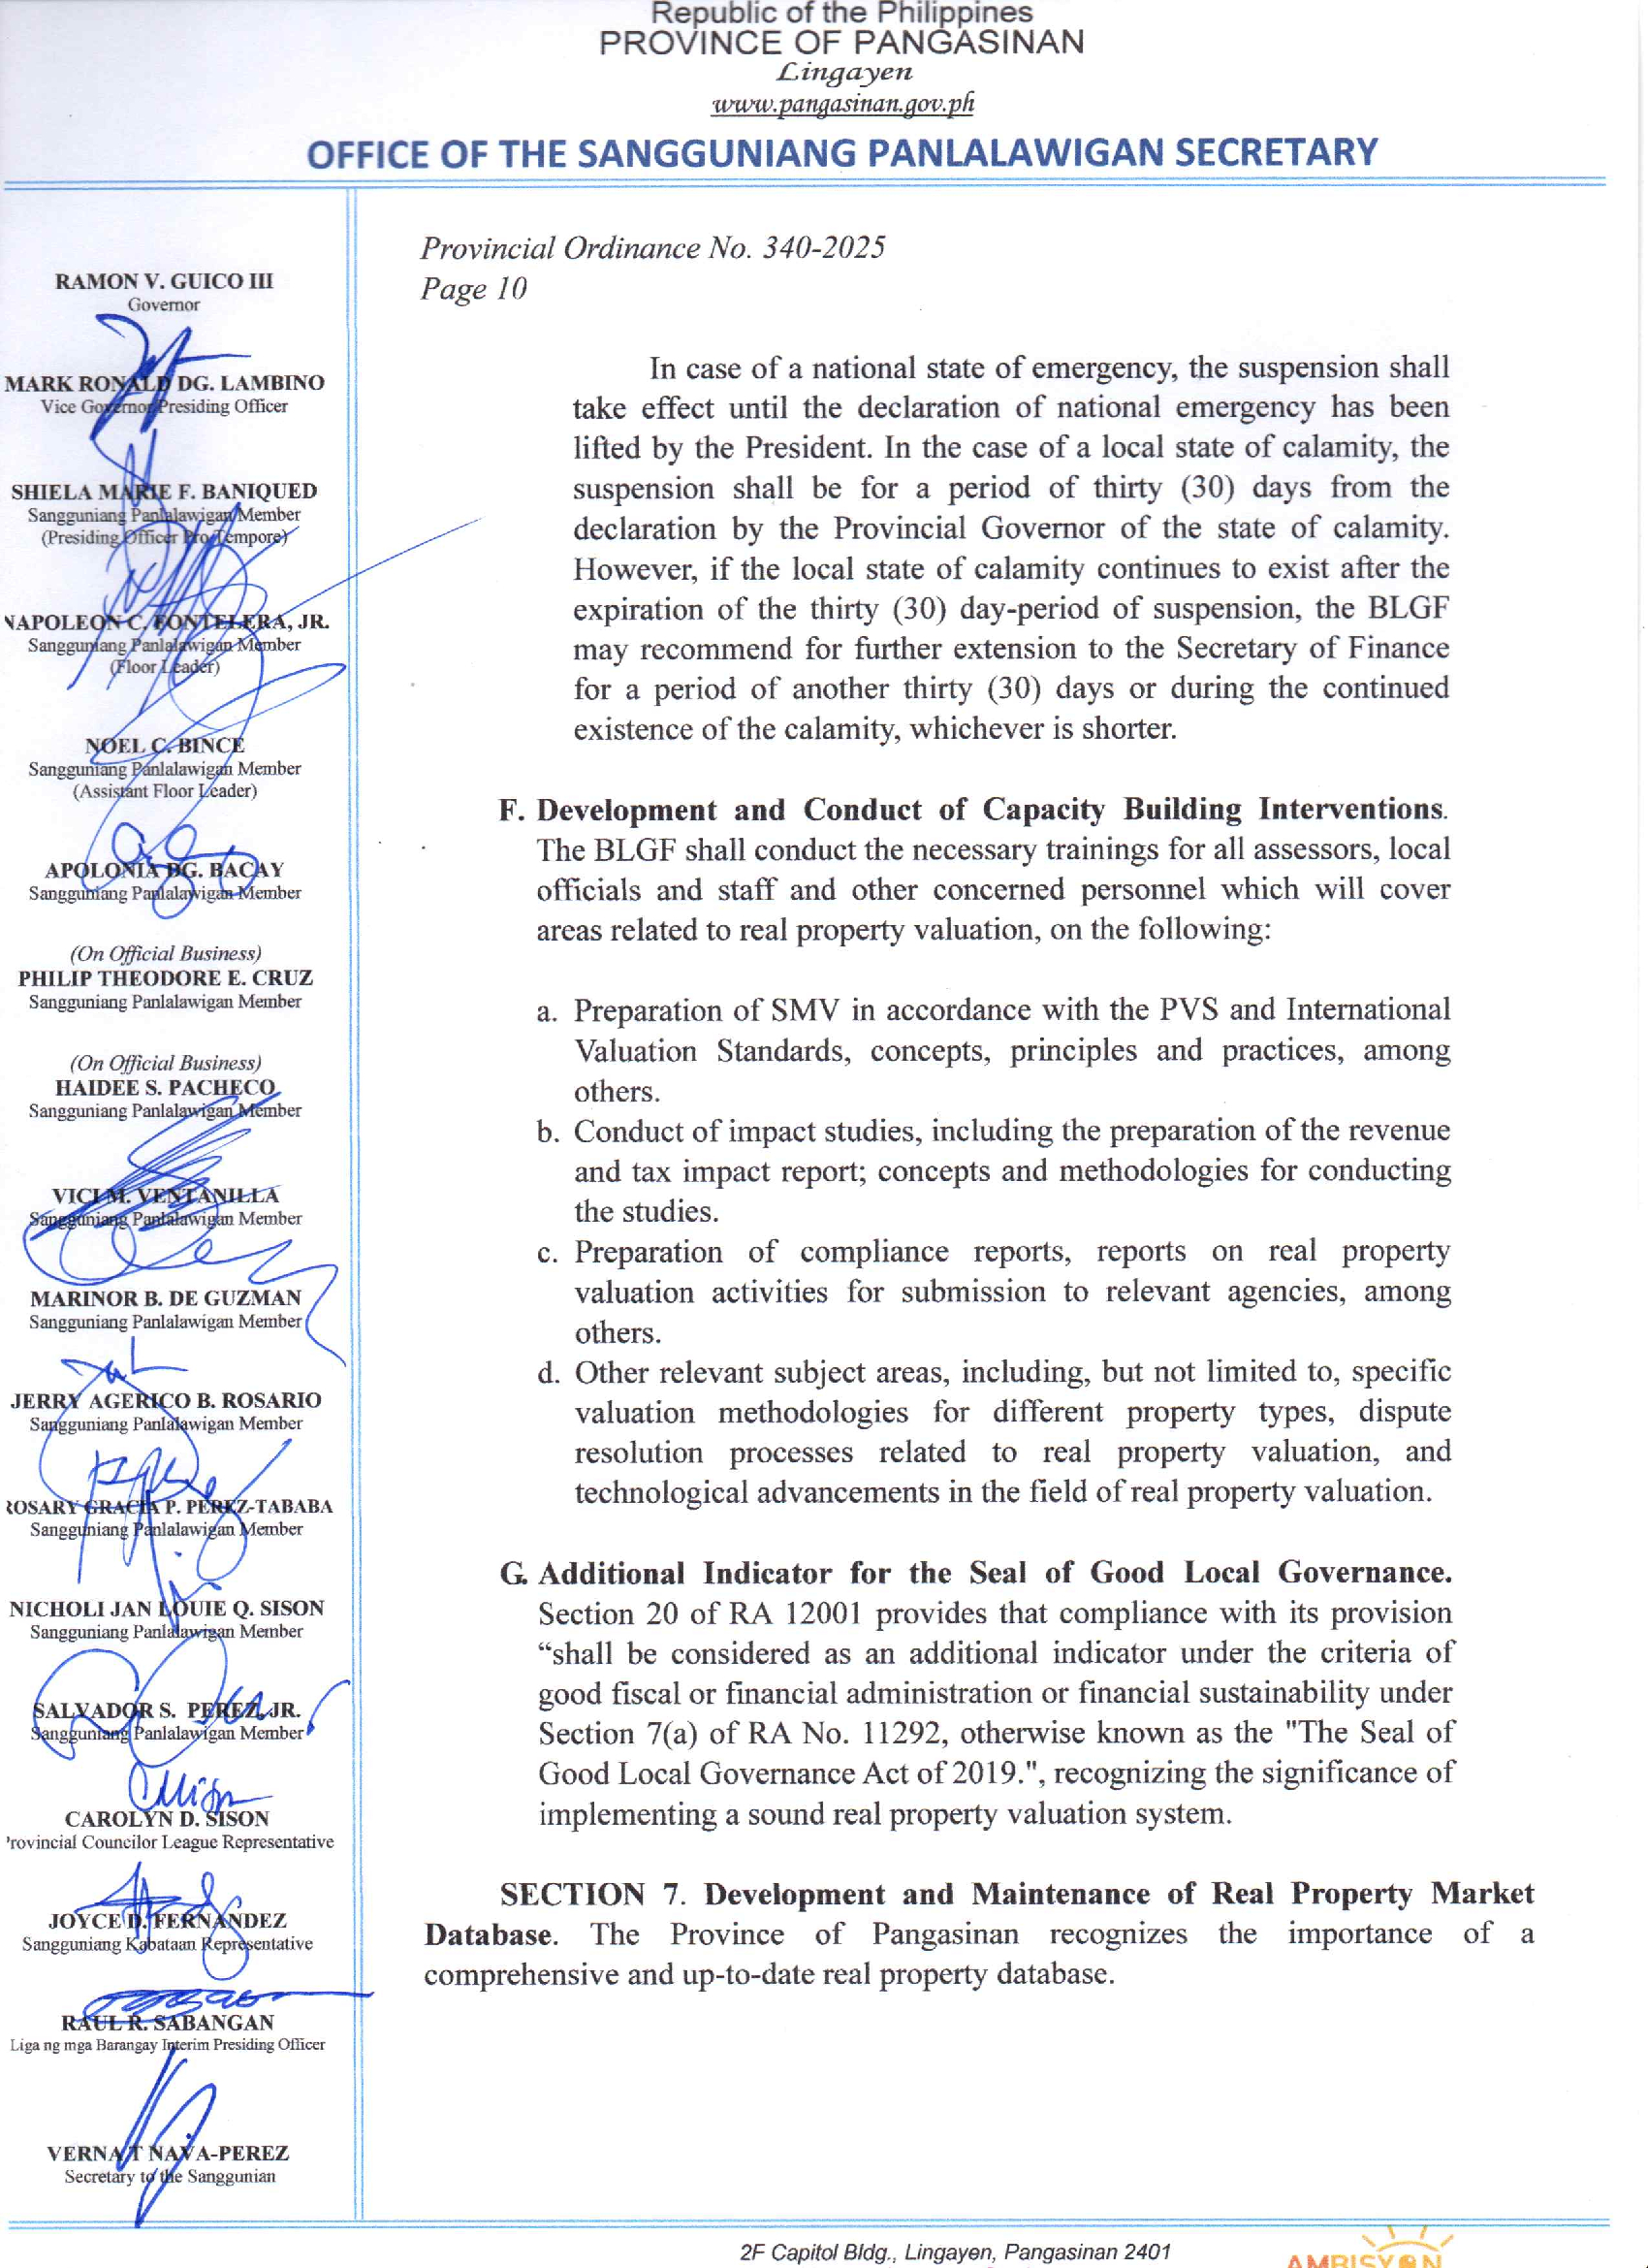 Republic of the Philippines
PROVINCE OF PANGASINAN
Lingayen
www.pangasinan.gov.ph
OFFICE OF THE SANGGUNIANG PANLALAWIGAN SECRETARY
RAMON V. GUICO III
Governor
MARK RONALD DG. LAMBINO
Vice Governor/Presiding Officer
SHIELA MARIE F. BANIQUED
Sangguniang Panlalawigan Member
(Presiding Officer Pro Tempore)
NAPOLEON C. FONTELERA, JR.
Sangguniang Panlalawigan Member
(Floor Leader)
NOEL C. BINCE
Sangguniang Panlalawigan Member
(Assistant Floor Leader)
APOLONIA DG. BACAY
Sangguniang Panlalawigan Member
(On Official Business)
PHILIP THEODORE E. CRUZ
Sangguniang Panlalawigan Member
(On Official Business)
HAIDEE S. PACHECO
Sangguniang Panlalawigan Member
VICI M. VENTANILLA
Sangguniang Panlalawigan Member
MARINOR B. DE GUZMAN
Sangguniang Panlalawigan Member
JERRY AGERICO B. ROSARIO
Sangguniang Panlalawigan Member
ROSARY GRACIA P. PEREZ-TABABA
Sangguniang Panlalawigan Member
NICHOLI JAN LOUIE Q. SISON
Sangguniang Panlalawigan Member
SALVADOR S. PEREZ, JR.
Sangguniang Panlalawigan Member
CAROLYN D. SISON
Provincial Councilor League Representative
JOYCE D. FERNANDEZ
Sangguniang Kabataan Representative
RAUL R. SABANGAN
Liga ng mga Barangay Interim Presiding Officer
VERNA T NAVA-PEREZ
Secretary to the Sanggunian
Provincial Ordinance No. 340-2025
Page 10
In case of a national state of emergency, the suspension shall
take effect until the declaration of national emergency has been
lifted by the President. In the case of a local state of calamity, the
suspension shall be for a period of thirty (30) days from the
declaration by the Provincial Governor of the state of calamity.
However, if the local state of calamity continues to exist after the
expiration of the thirty (30) day-period of suspension, the BLGF
may recommend for further extension to the Secretary of Finance
for a period of another thirty (30) days or during the continued
existence of the calamity, whichever is shorter.
F. Development and Conduct of Capacity Building Interventions.
The BLGF shall conduct the necessary trainings for all assessors, local
officials and staff and other concerned personnel which will cover
areas related to real property valuation, on the following:
a. Preparation of SMV in accordance with the PVS and International
Valuation Standards, concepts, principles and practices, among
others.
b. Conduct of impact studies, including the preparation of the revenue
and tax impact report; concepts and methodologies for conducting
the studies.
c. Preparation of compliance reports, reports on real property
valuation activities for submission to relevant agencies, among
others.
d. Other relevant subject areas, including, but not limited to, specific
valuation methodologies for different property types, dispute
resolution processes related to real property valuation, and
technological advancements in the field of real property valuation.
G. Additional Indicator for the Seal of Good Local Governance.
Section 20 of RA 12001 provides that compliance with its provision
“shall be considered as an additional indicator under the criteria of
good fiscal or financial administration or financial sustainability under
Section 7(a) of RA No. 11292, otherwise known as the "The Seal of
Good Local Governance Act of 2019.", recognizing the significance of
implementing a sound real property valuation system.
SECTION 7. Development and Maintenance of Real Property Market
Database. The Province of Pangasinan recognizes the importance of a
comprehensive and up-to-date real property database.
2F Capitol Bldg., Lingayen, Pangasinan 2401
AMBISYON